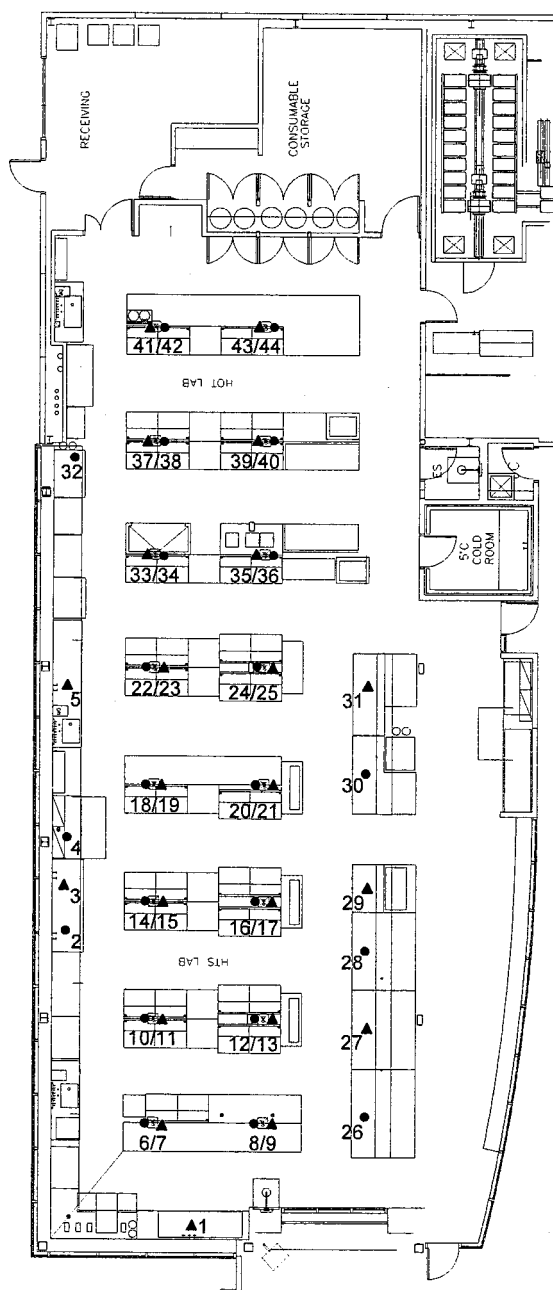 RECEIVING
CONSUMABLE
STORAGE
41/42
43/44
HOT LAB
37/38
39/40
32
ES
C
33/34
35/36
5°C
COLD
ROOM
22/23
24/25
5
31
18/19
20/21
30
4
3
14/15
16/17
29
2
28
HTS LAB
10/11
12/13
27
6/7
8/9
26
1